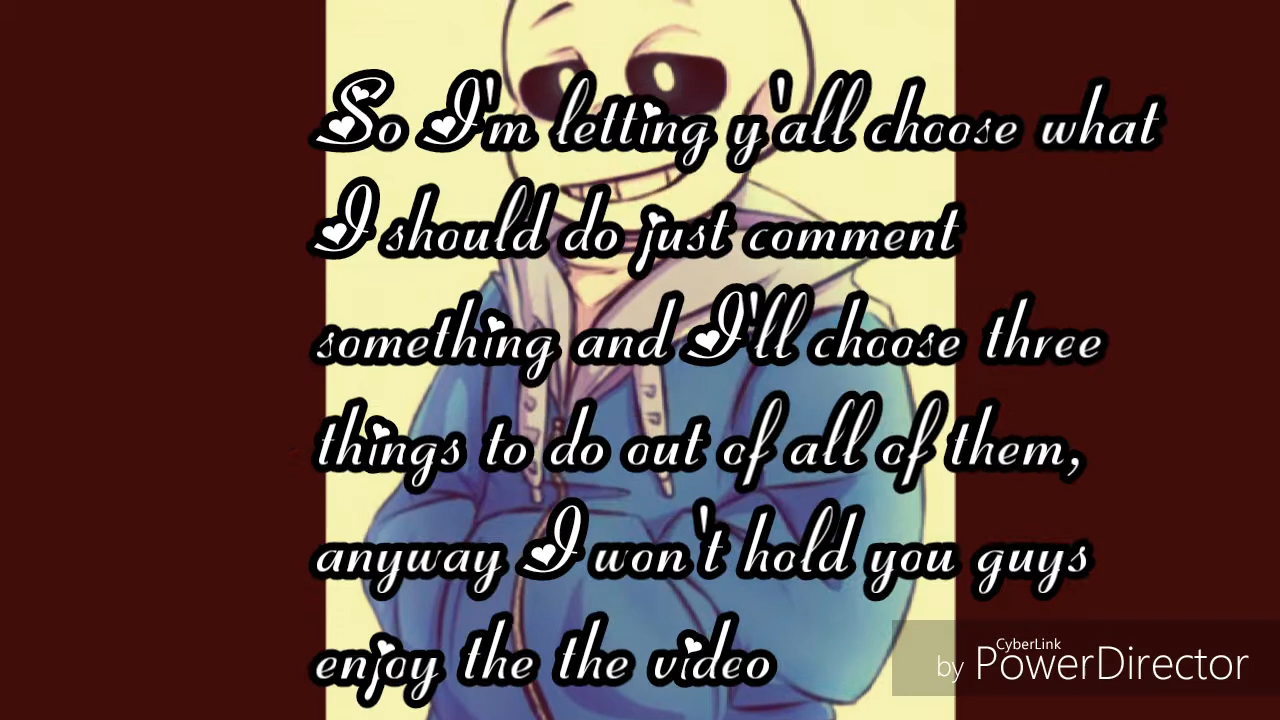 So I'm letting y'all choose what
I should do just comment
something and I'll choose three
things to do out of all of them,
anyway I won't hold you guys
enjoy the the video
CyberLink
by PowerDirector